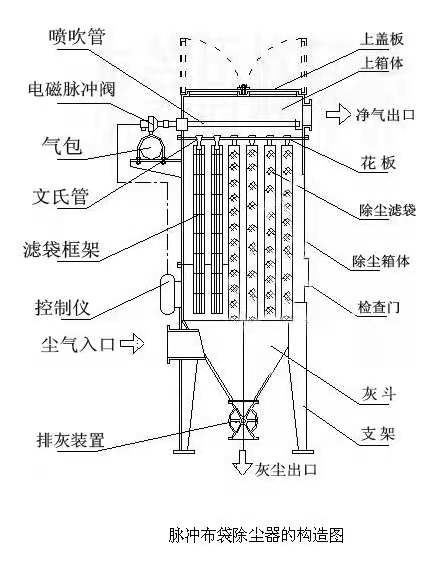 喷吹管
上盖板
上箱体
电磁脉冲阀
净气出口
气包
花板
文氏管
除尘滤袋
滤袋框架
除尘箱体
控制仪
检查门
尘气入口
灰斗
支架
排灰装置
灰尘出口
脉冲布袋除尘器的构造图